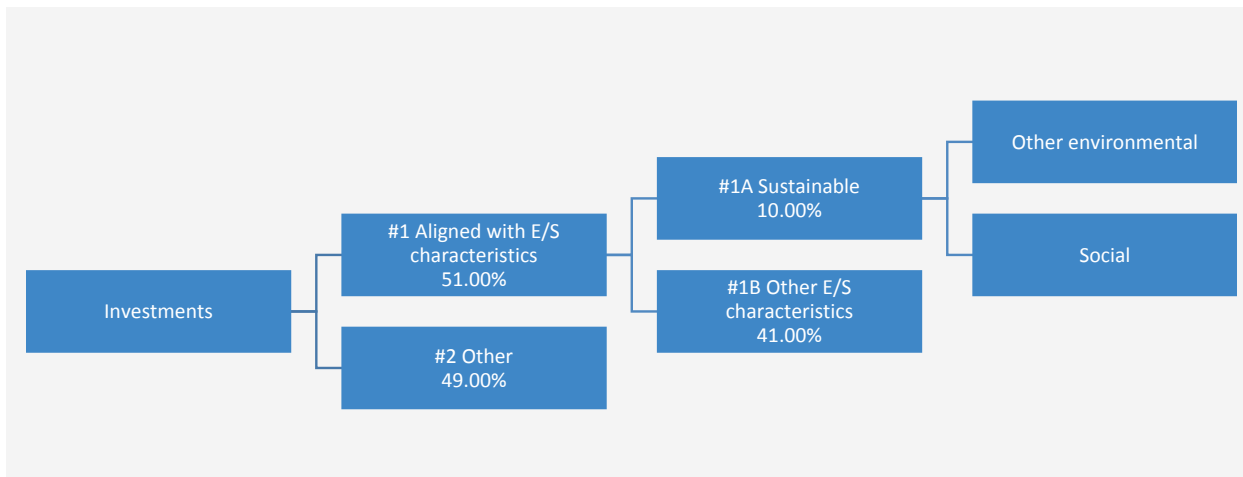 Investments
#1 Aligned with E/S
characteristics
51.00%
#2 Other
49.00%
#1A Sustainable
10.00%
#1B Other E/S
characteristics
41.00%
Other environmental
Social